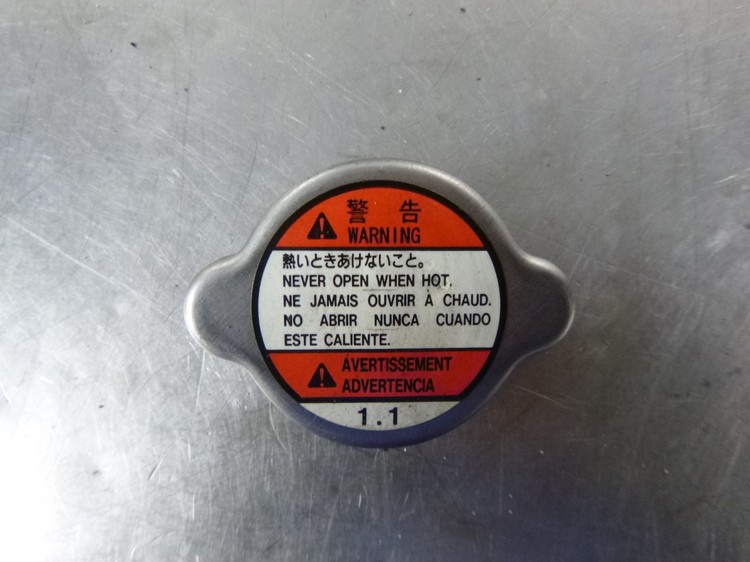 警告
WARNING
熱いときあけないこと。
NEVER OPEN WHEN HOT.
NE JAMAIS OUVRIR À CHAUD.
NO ABRIR NUNCA CUANDO
ESTE CALIENTE.
AVERTISSEMENT
ADVERTENCIA
1.1